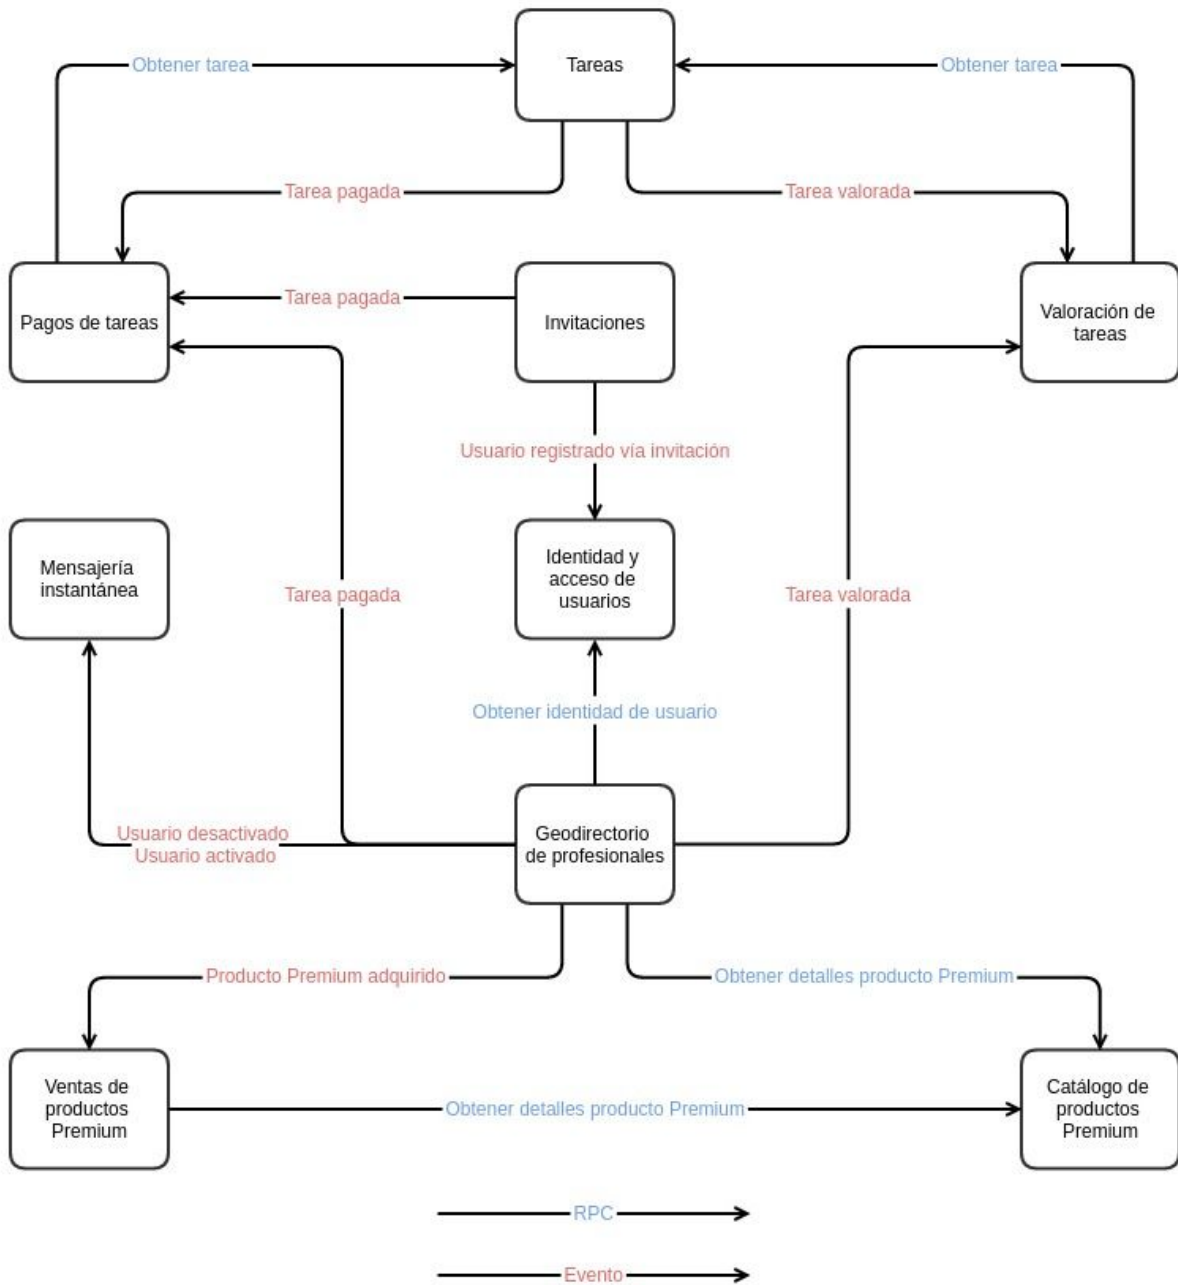 Tareas
Obtener tarea
Obtener tarea
Tarea pagada
Tarea valorada
Pagos de tareas
Tarea pagada
Invitaciones
Valoración de
tareas
Usuario registrado vía invitación
Mensajería
instantánea
Identidad y
acceso de
usuarios
Tarea pagada
Tarea valorada
Obtener identidad de usuario
Usuario desactivado
Usuario activado
Geodirectorio
de profesionales
Producto Premium adquirido
Obtener detalles producto Premium
Ventas de
productos
Premium
Obtener detalles producto Premium
Catálogo de
productos
Premium
RPC
Evento